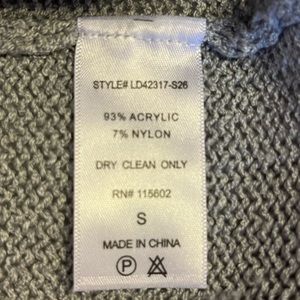 STYLE# LD42317-S26
93% ACRYLIC
7% NYLON
DRY CLEAN ONLY
RN# 115602
S
MADE IN CHINA
P